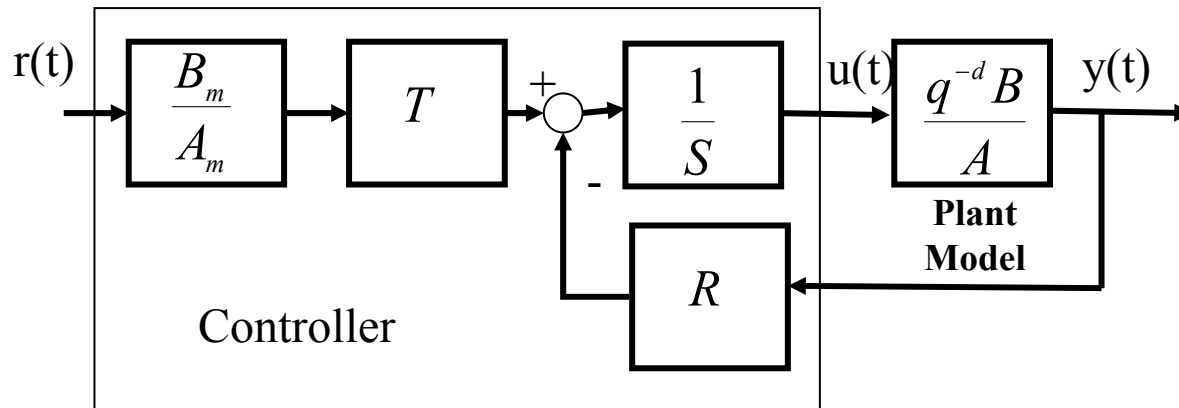 r(t)
B_m
A_m
T
+
-
1
S
u(t)
q^{-d} B
A
y(t)
Plant
Model
R
Controller